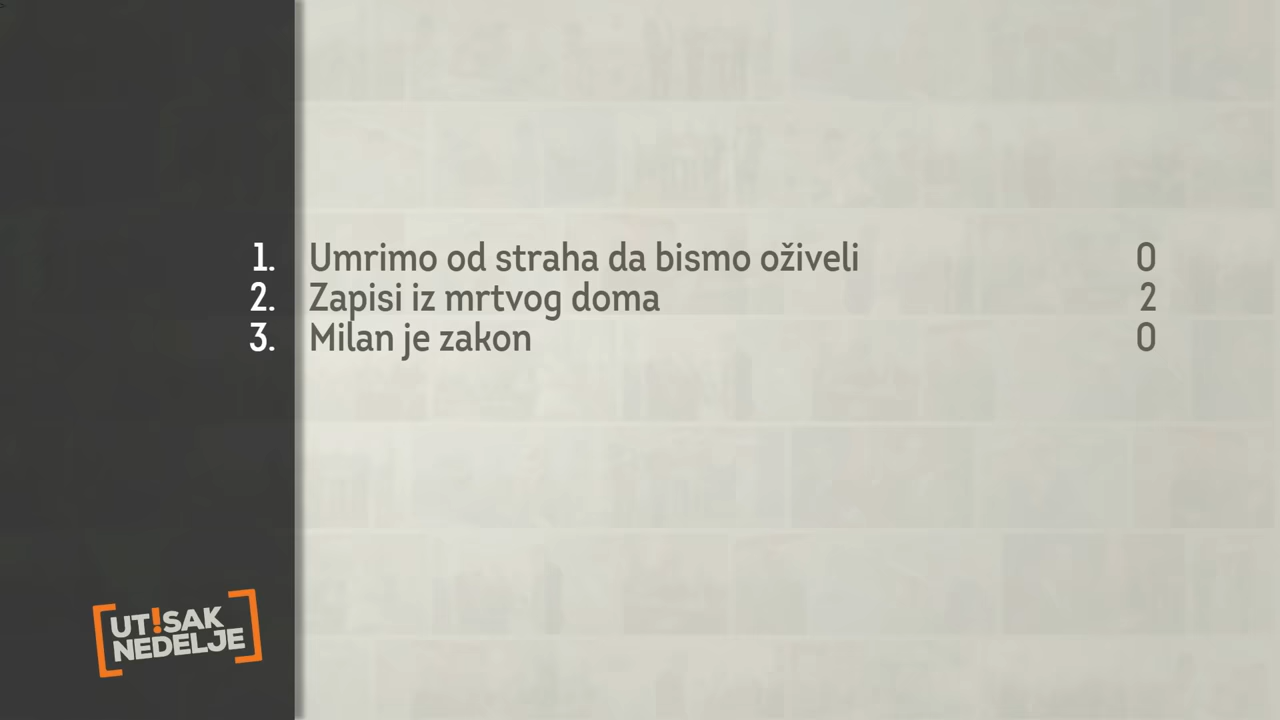 1. Umrimo od straha da bismo oživeli 0
2. Zapisi iz mrtvog doma 2
3. Milan je zakon 0
UT!SAK
NEDELJE